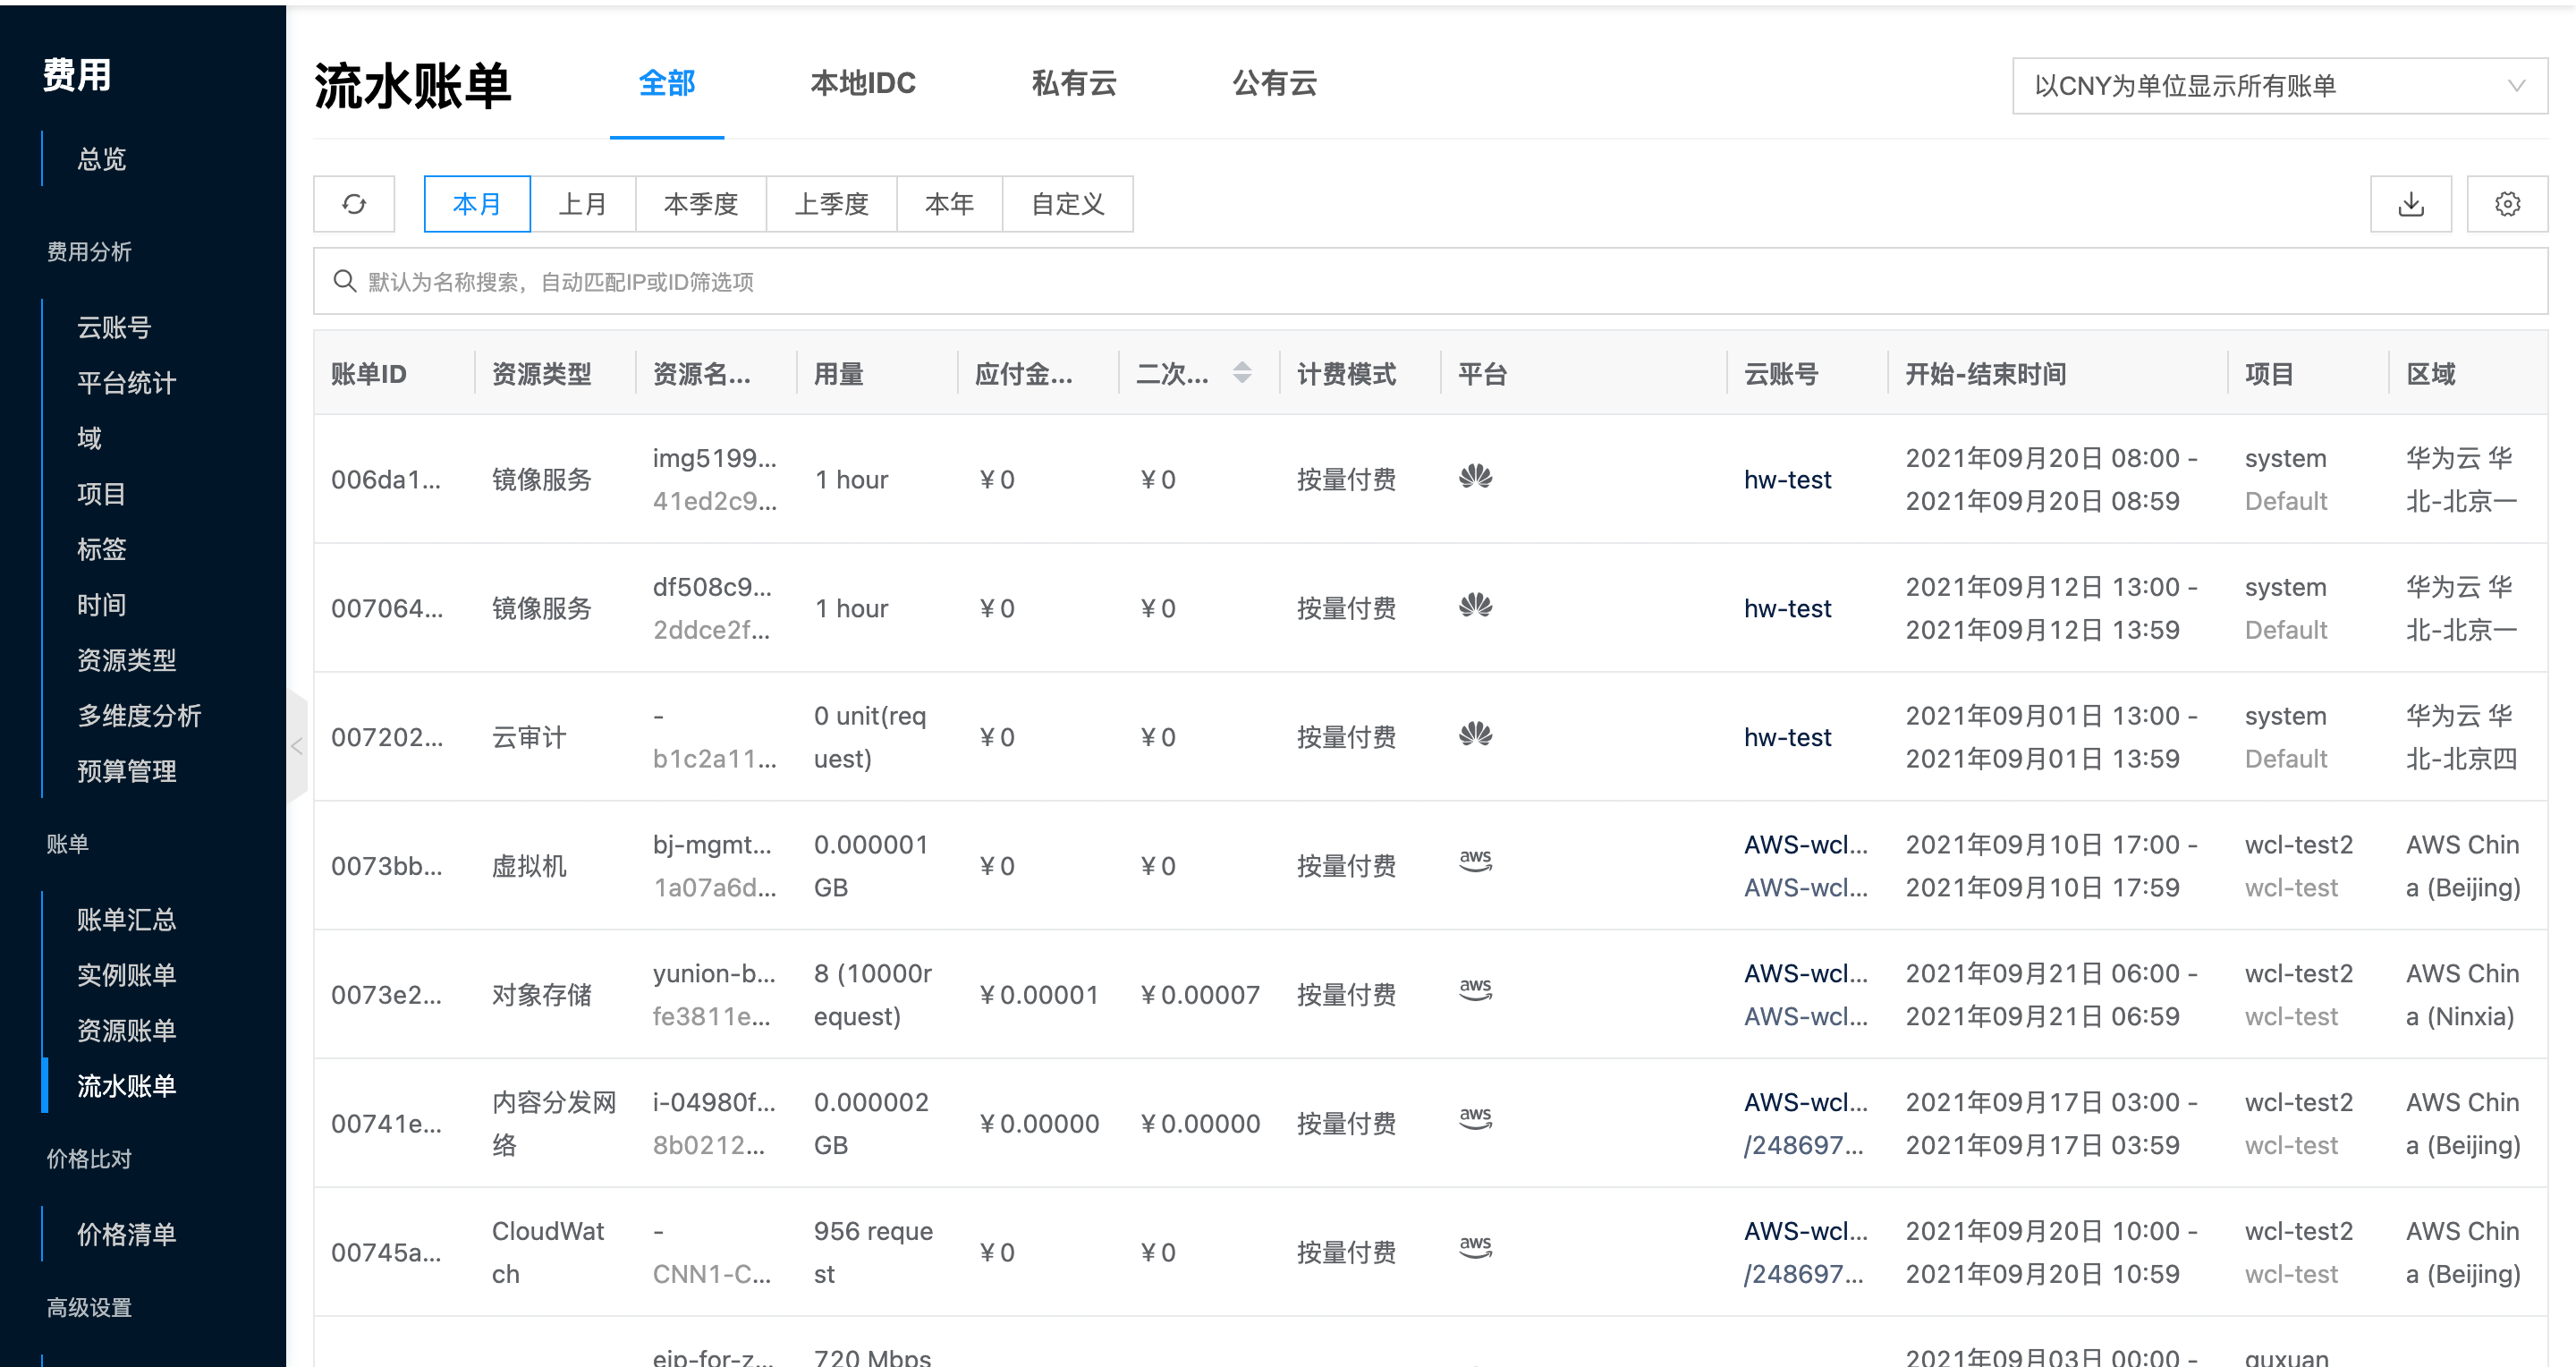 费用
总览
费用分析
云账号
平台统计
域
项目
标签
时间
资源类型
多维度分析
预算管理
账单
账单汇总
实例账单
资源账单
流水账单
价格比对
价格清单
高级设置
流水账单 全部 本地IDC 私有云 公有云 以CNY为单位显示所有账单
本月 上月 本季度 上季度 本年 自定义
默认为名称搜索，自动匹配IP或ID筛选项
账单ID 资源类型 资源名... 用量 应付金... 二次... 计费模式 平台 云账号 开始-结束时间 项目 区域
img5199... 2021年09月20日 08:00 - system 华为云 华
006da1... 镜像服务 1 hour ¥0 ¥0 按量付费 hw-test
41ed2c9... 2021年09月20日 08:59 Default 北-北京一
df508c9... 2021年09月12日 13:00 - system 华为云 华
007064... 镜像服务 1 hour ¥0 ¥0 按量付费 hw-test
2ddce2f... 2021年09月12日 13:59 Default 北-北京一
- 0 unit(req 2021年09月01日 13:00 - system 华为云 华
007202... 云审计 ¥0 ¥0 按量付费 hw-test
b1c2a11... uest) 2021年09月01日 13:59 Default 北-北京四
bj-mgmt... 0.000001 AWS-wcl... 2021年09月10日 17:00 - wcl-test2 AWS Chin
0073bb... 虚拟机 ¥0 ¥0 按量付费 aws
1a07a6d... GB AWS-wcl... 2021年09月10日 17:59 wcl-test a (Beijing)
yunion-b... 8 (10000r AWS-wcl... 2021年09月21日 06:00 - wcl-test2 AWS Chin
0073e2... 对象存储 ¥0.00001 ¥0.00007 按量付费 aws
fe3811e... equest) AWS-wcl... 2021年09月21日 06:59 wcl-test a (Ninxia)
内容分发网 i-04980f... 0.000002 AWS-wcl... 2021年09月17日 03:00 - wcl-test2 AWS Chin
00741e... ¥0.00000 ¥0.00000 按量付费 aws
络 8b0212... GB /248697... 2021年09月17日 03:59 wcl-test a (Beijing)
CloudWat - 956 reque AWS-wcl... 2021年09月20日 10:00 - wcl-test2 AWS Chin
00745a... ¥0 ¥0 按量付费 aws
ch CNN1-C... st /248697... 2021年09月20日 10:59 wcl-test a (Beijing)
eip-for-z... 720 Mbps 2021年09月03日 00:00 - quxuan